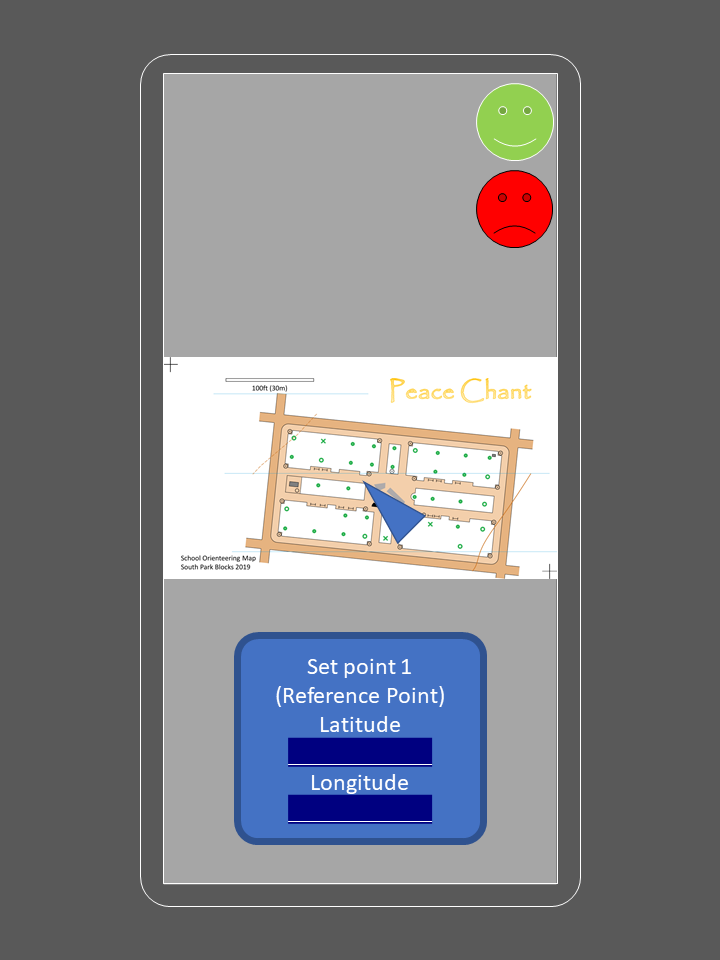 Peace Chant
100ft (30m)
School Orienteering Map
South Park Blocks 2019
Set point 1
(Reference Point)
Latitude
Longitude